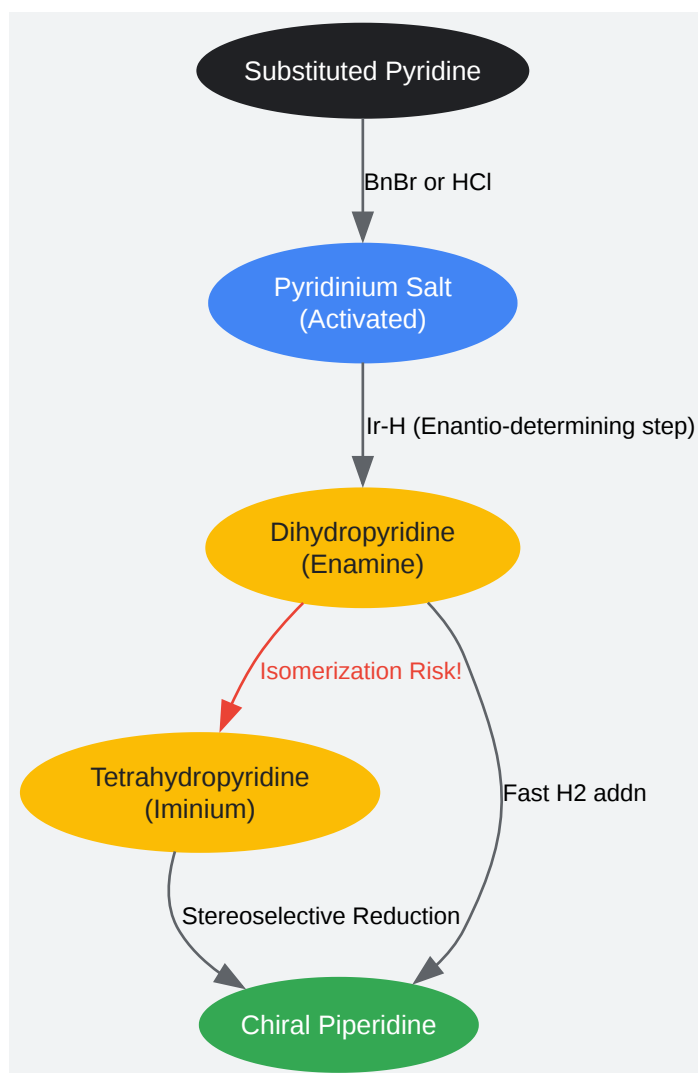 Substituted Pyridine
BnBr or HCl
Pyridinium Salt
(Activated)
Ir-H (Enantio-determining step)
Dihydropyridine
(Enamine)
Isomerization Risk!
Tetrahydropyridine
(Iminium)
Fast H2 addn
Stereoselective Reduction
Chiral Piperidine